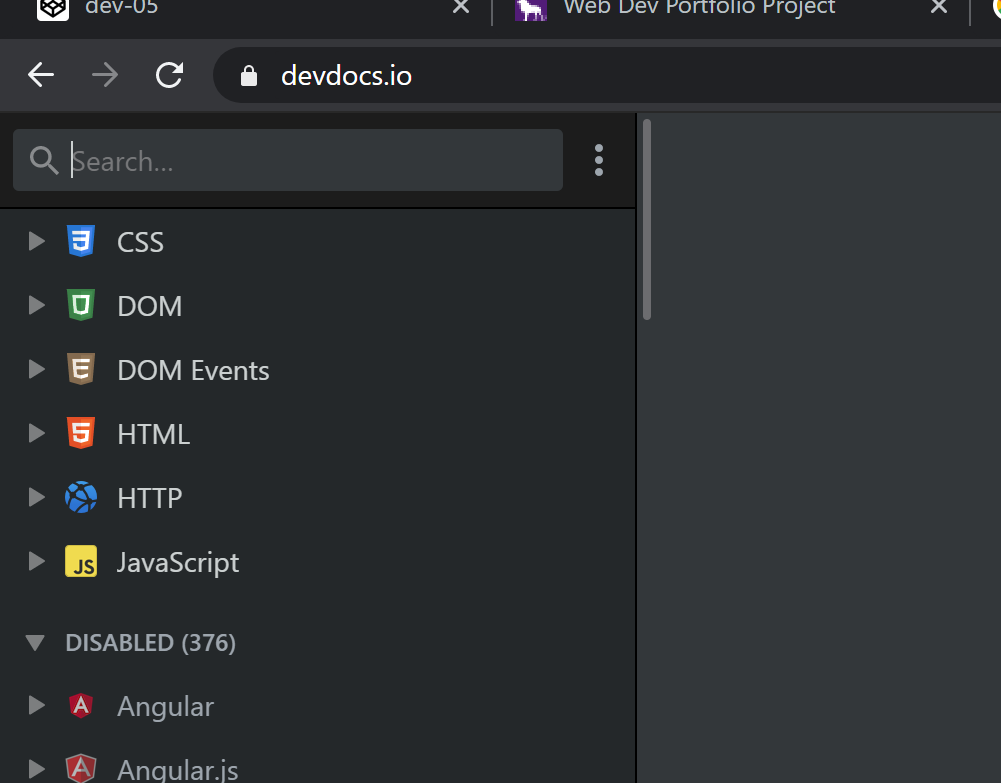 dev-05
Web Dev Portfolio Project
devdocs.io
Search...
CSS
DOM
DOM Events
HTML
HTTP
JS JavaScript
DISABLED (376)
Angular
Angular.js